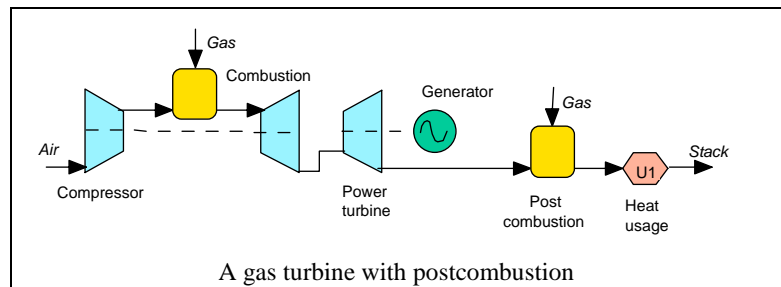 Gas
Combustion
Generator
Gas
Air
Stack
U1
Compressor
Power
turbine
Post
combustion
Heat
usage
A gas turbine with postcombustion